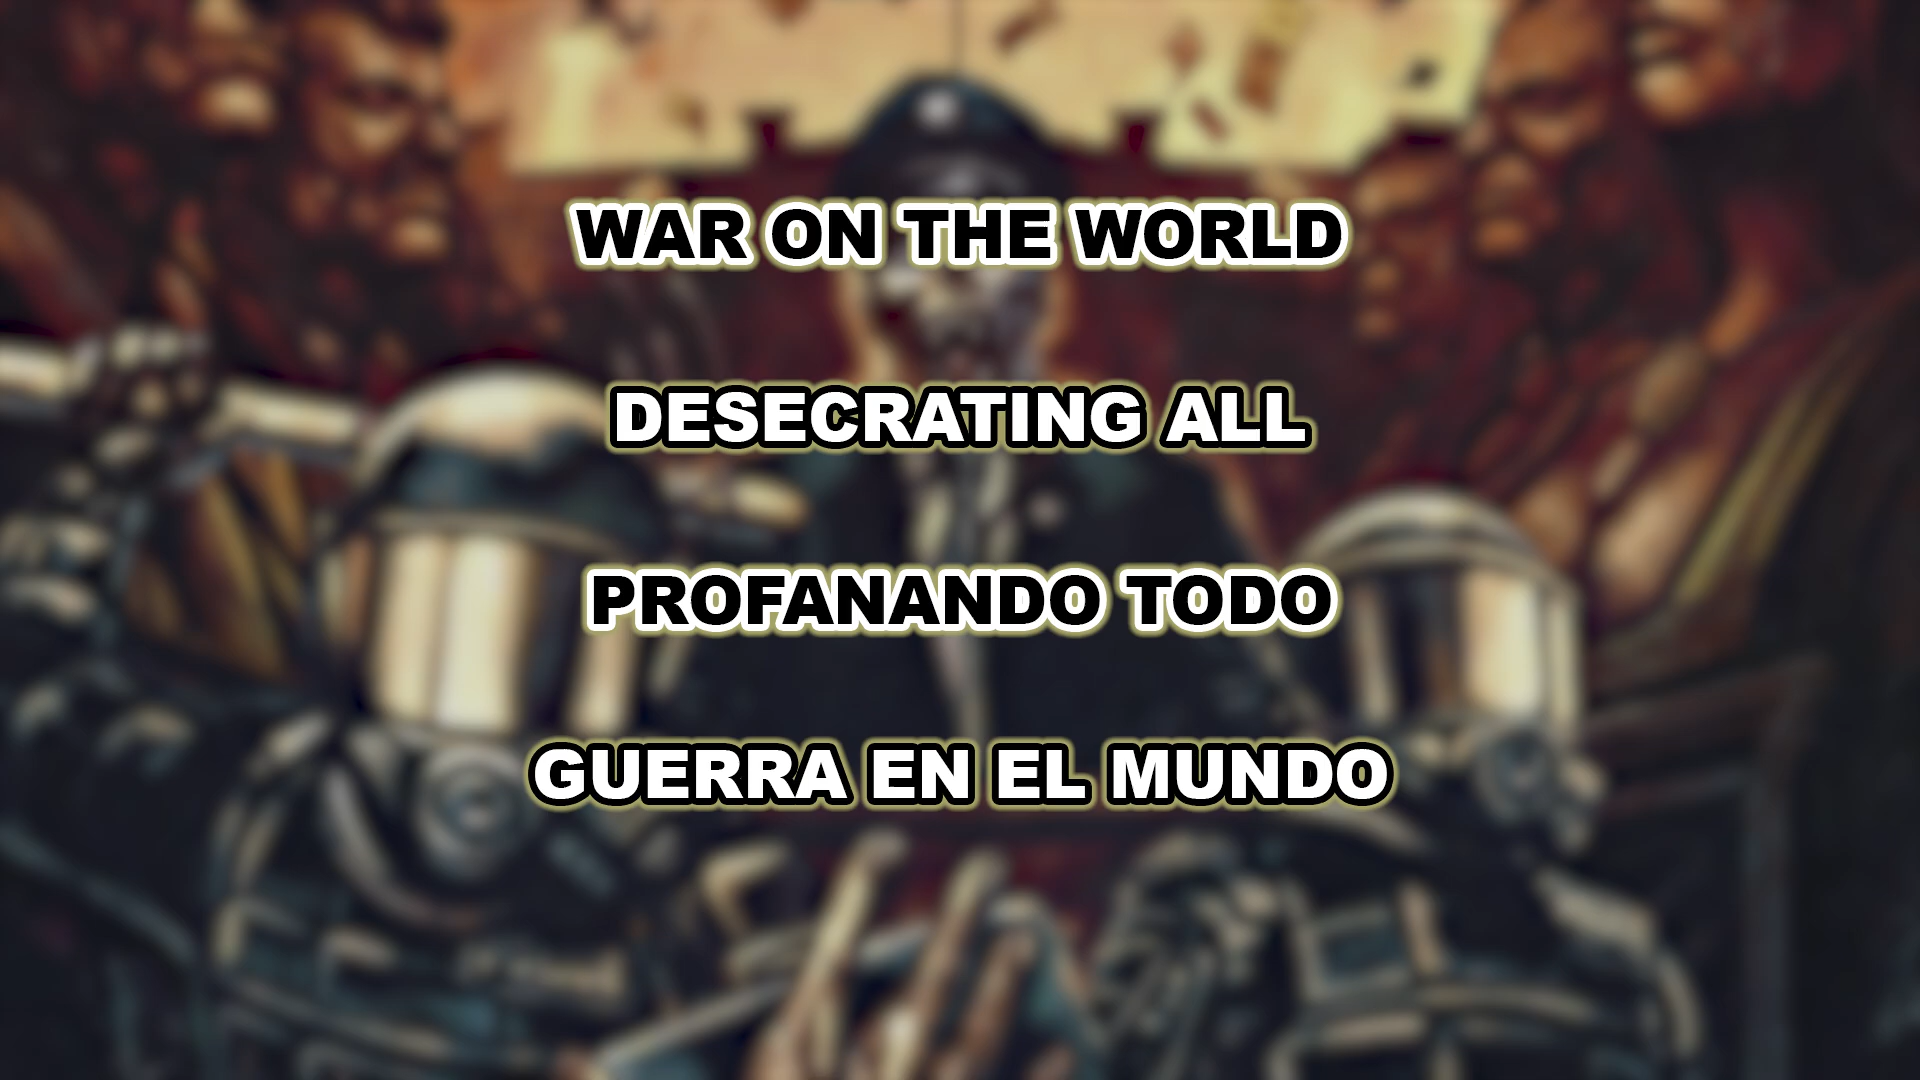 WAR ON THE WORLD
DESECRATING ALL
PROFANANDO TODO
GUERRA EN EL MUNDO